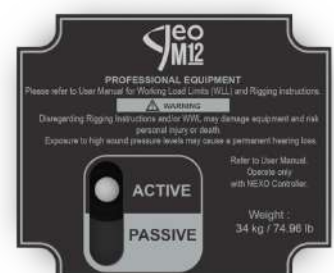 Geo
M12
PROFESSIONAL EQUIPMENT
Please refer to User Manual for Working Load Limits (WLL) and Rigging instructions.
WARNING
Disregarding Rigging Instructions and/or WWL may damage equipment and risk
personal injury or death.
Exposure to high sound pressure levels may cause a permanent hearing loss.
Refer to User Manual.
Operate only
with NEXO Controller.
ACTIVE
PASSIVE
Weight :
34 kg / 74.96 lb